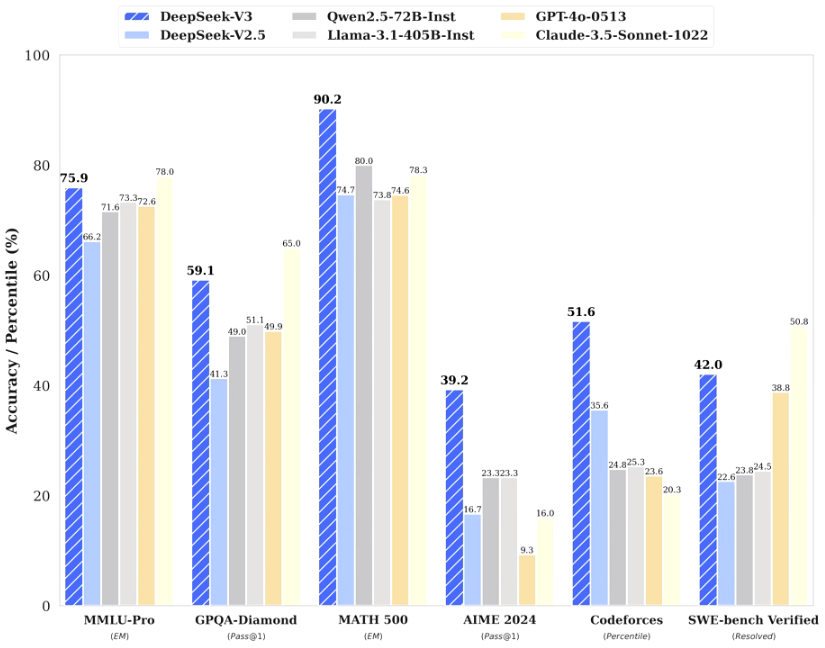 DeepSeek-V3 Qwen2.5-72B-Inst GPT-4o-0513
DeepSeek-V2.5 Llama-3.1-405B-Inst Claude-3.5-Sonnet-1022
Accuracy / Percentile (%)
100
80
60
40
20
0
75.9 66.2 71.6 73.3 72.6 78.0
59.1 41.3 49.0 51.1 49.9 65.0
90.2 74.7 80.0 73.8 74.6 78.3
39.2 16.7 23.3 23.3 9.3 16.0
51.6 35.6 24.8 25.3 23.6 20.3
42.0 22.6 23.8 24.5 38.8 50.8
MMLU-Pro GPQA-Diamond MATH 500 AIME 2024 Codeforces SWE-bench Verified
(EM) (Pass@1) (EM) (Pass@1) (Percentile) (Resolved)